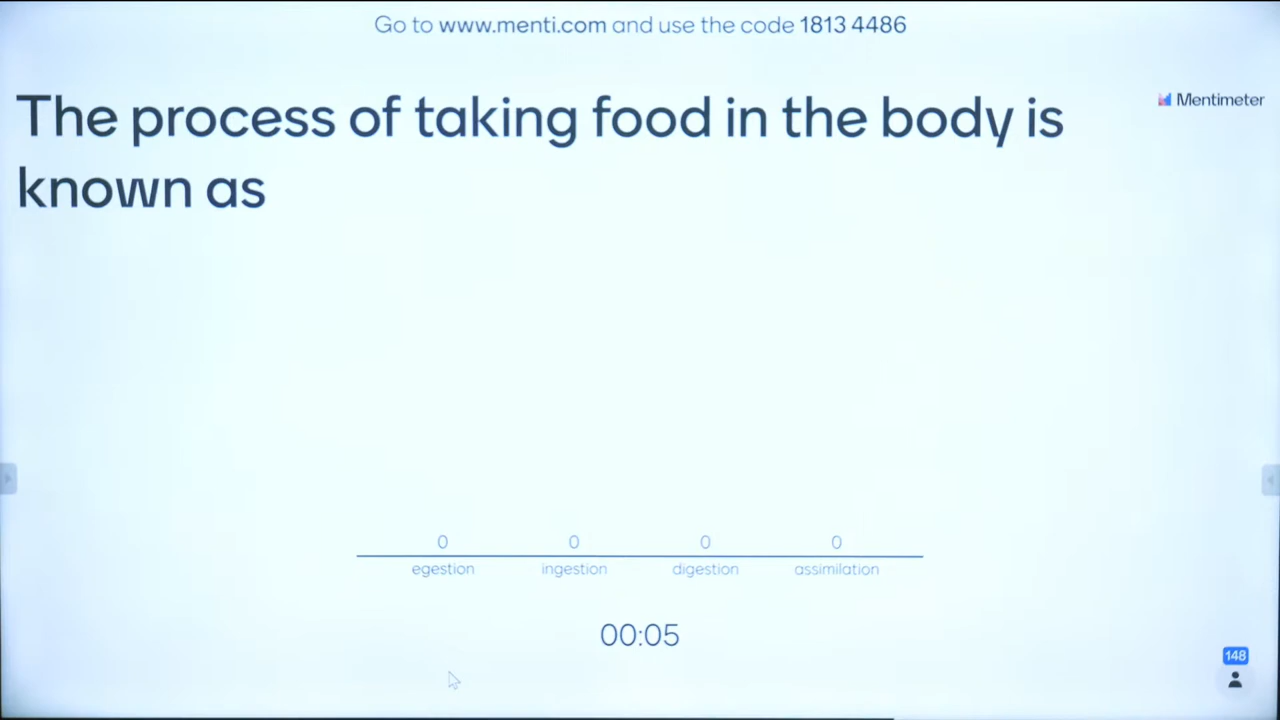 Go to www.menti.com and use the code 1813 4486
Mentimeter
The process of taking food in the body is
known as
0 0 0 0
egestion ingestion digestion assimilation
00:05
148